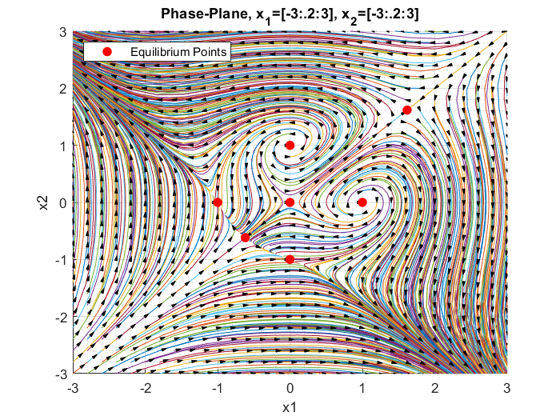 Phase-Plane, x1=[-3:.2:3], x2=[-3:.2:3]
Equilibrium Points
3
2
1
0
-1
-2
-3
x2
-3 -2 -1 0 1 2 3
x1